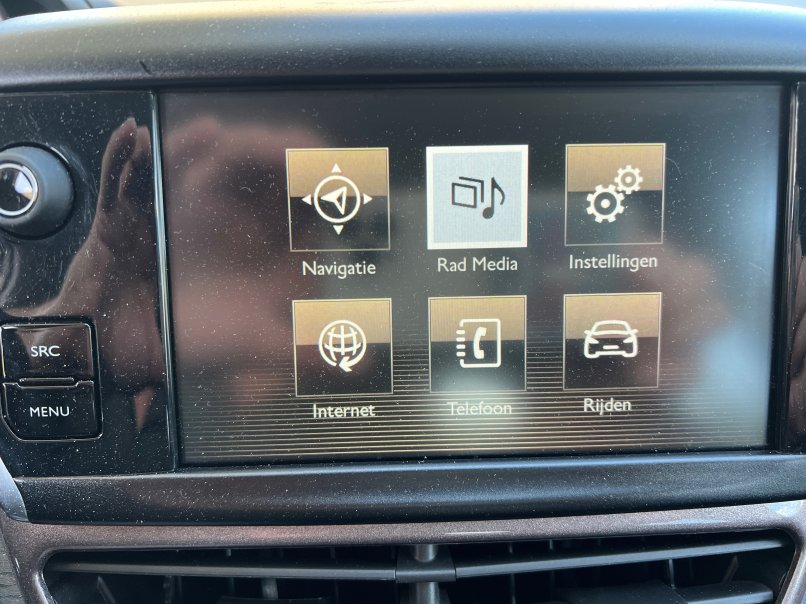 Navigatie
Rad Media
Instellingen
SRC
MENU
Internet
Telefoon
Rijden